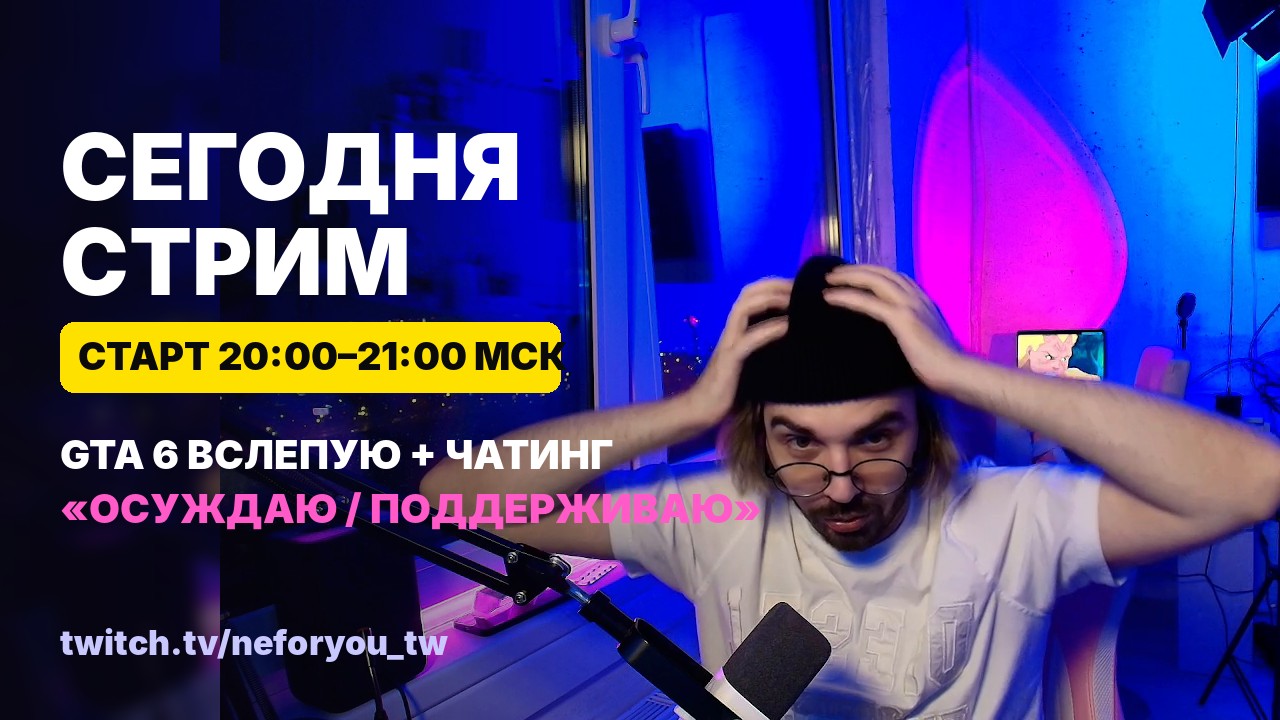 СЕГОДНЯ
СТРИМ
СТАРТ 20:00–21:00 МСК
GTA 6 ВСЛЕПУЮ + ЧАТИНГ
«ОСУЖДАЮ / ПОДДЕРЖИВАЮ»
twitch.tv/neforyou_tw